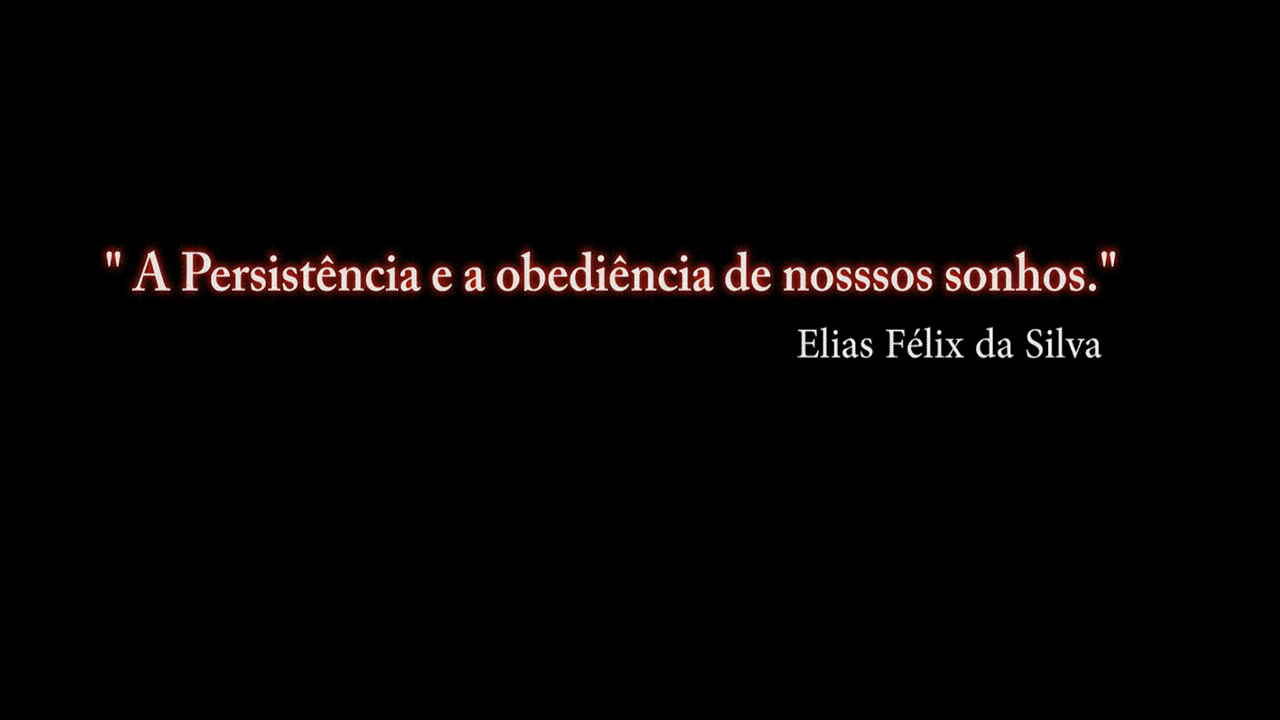 " A Persistência e a obediência de nosssos sonhos."
Elias Félix da Silva